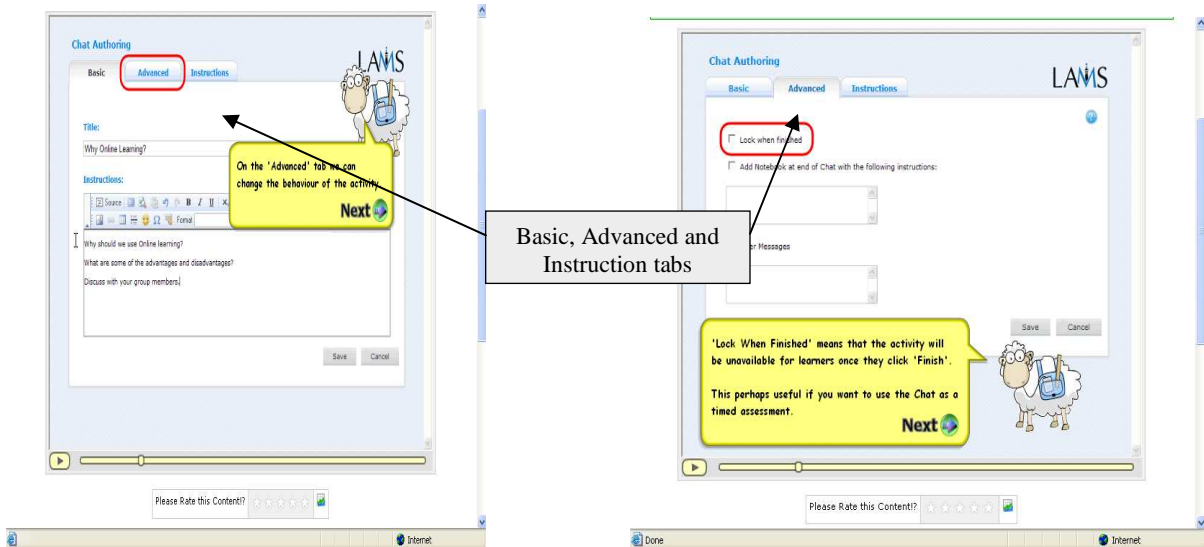 Chat Authoring
LAMS
Basic
Advanced
Instructions
Title:
Why Online Learning?
Instructions:
Source
B I U
Format
On the 'Advanced' tab we can
change the behaviour of the activity
Next
Why should we use Online learning?
What are some of the advantages and disadvantages?
Discuss with your group members.
Save
Cancel
Please Rate this Content!?
Internet
Basic, Advanced and
Instruction tabs
Chat Authoring
LAMS
Basic
Advanced
Instructions
Lock when finished
Add Notebook at end of Chat with the following instructions:
Messages
Save
Cancel
'Lock When Finished' means that the activity will
be unavailable for learners once they click 'Finish'.
This perhaps useful if you want to use the Chat as a
timed assessment.
Next
Please Rate this Content!?
Done
Internet